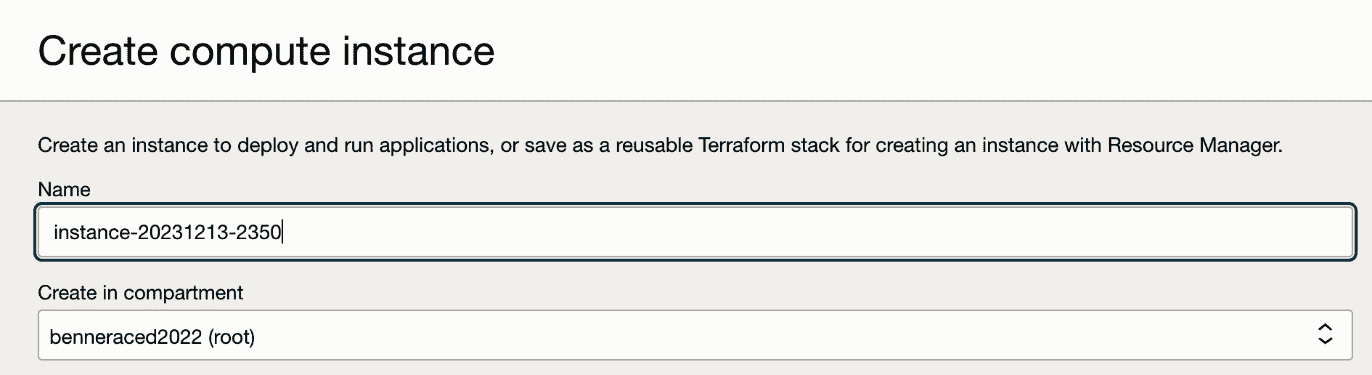 Create compute instance
Create an instance to deploy and run applications, or save as a reusable Terraform stack for creating an instance with Resource Manager.
Name
instance-20231213-2350
Create in compartment
benneraced2022 (root)